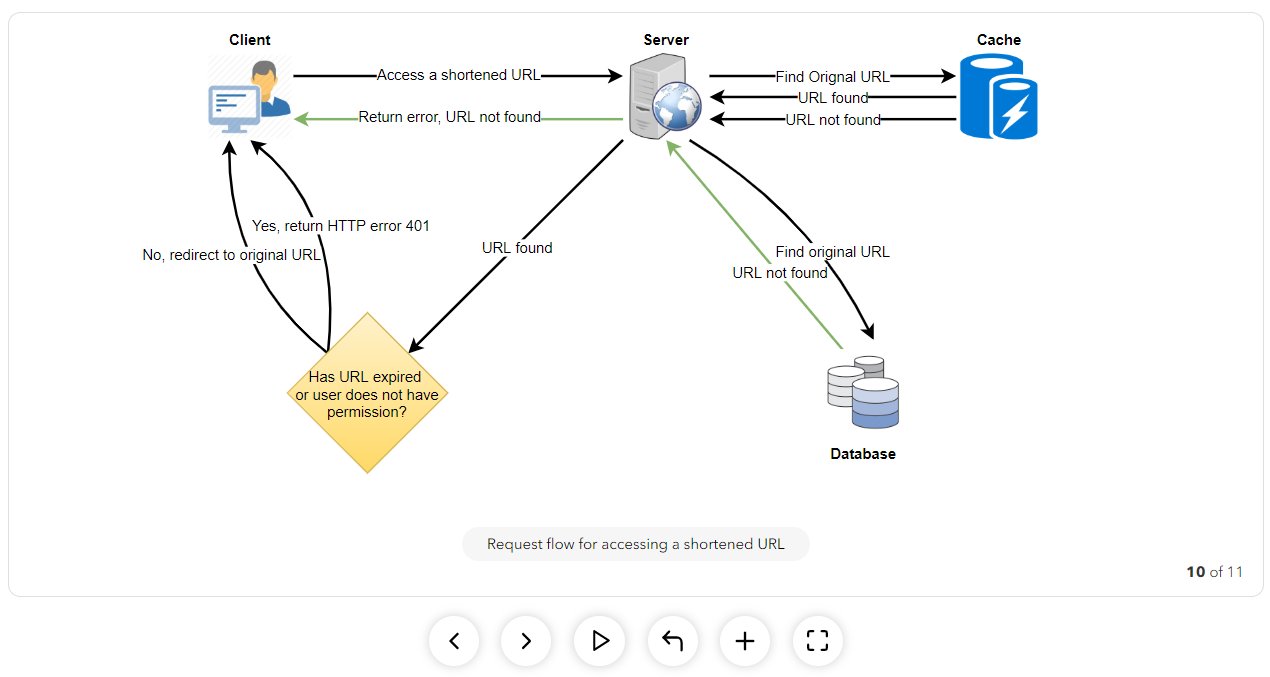 Client
Server
Cache
Access a shortened URL
Find Orignal URL
URL found
Return error, URL not found
URL not found
Yes, return HTTP error 401
No, redirect to original URL
URL found
Find original URL
URL not found
Has URL expired
or user does not have
permission?
Database
Request flow for accessing a shortened URL
10 of 11